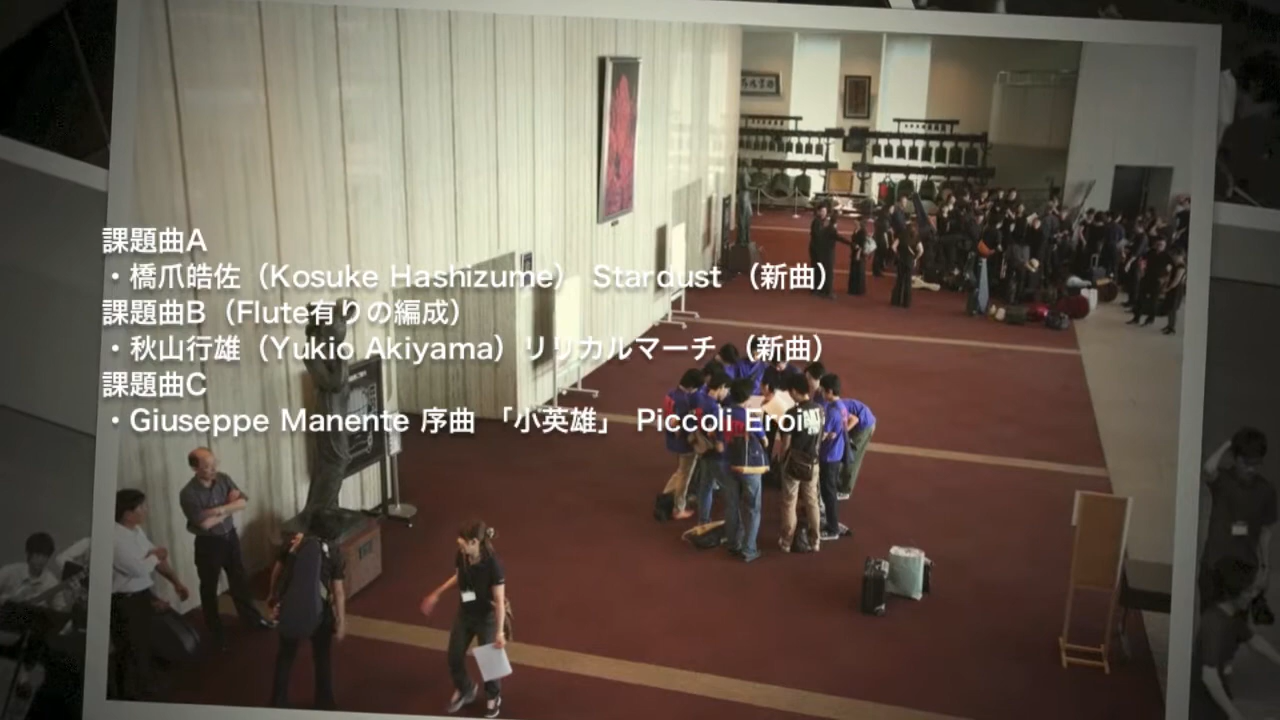 課題曲A
・橋爪皓佐（Kosuke Hashizume） Stardust （新曲）
課題曲B（Flute有りの編成）
・秋山行雄（Yukio Akiyama）リリカルマーチ （新曲）
課題曲C
・Giuseppe Manente 序曲 「小英雄」 Piccoli Eroi